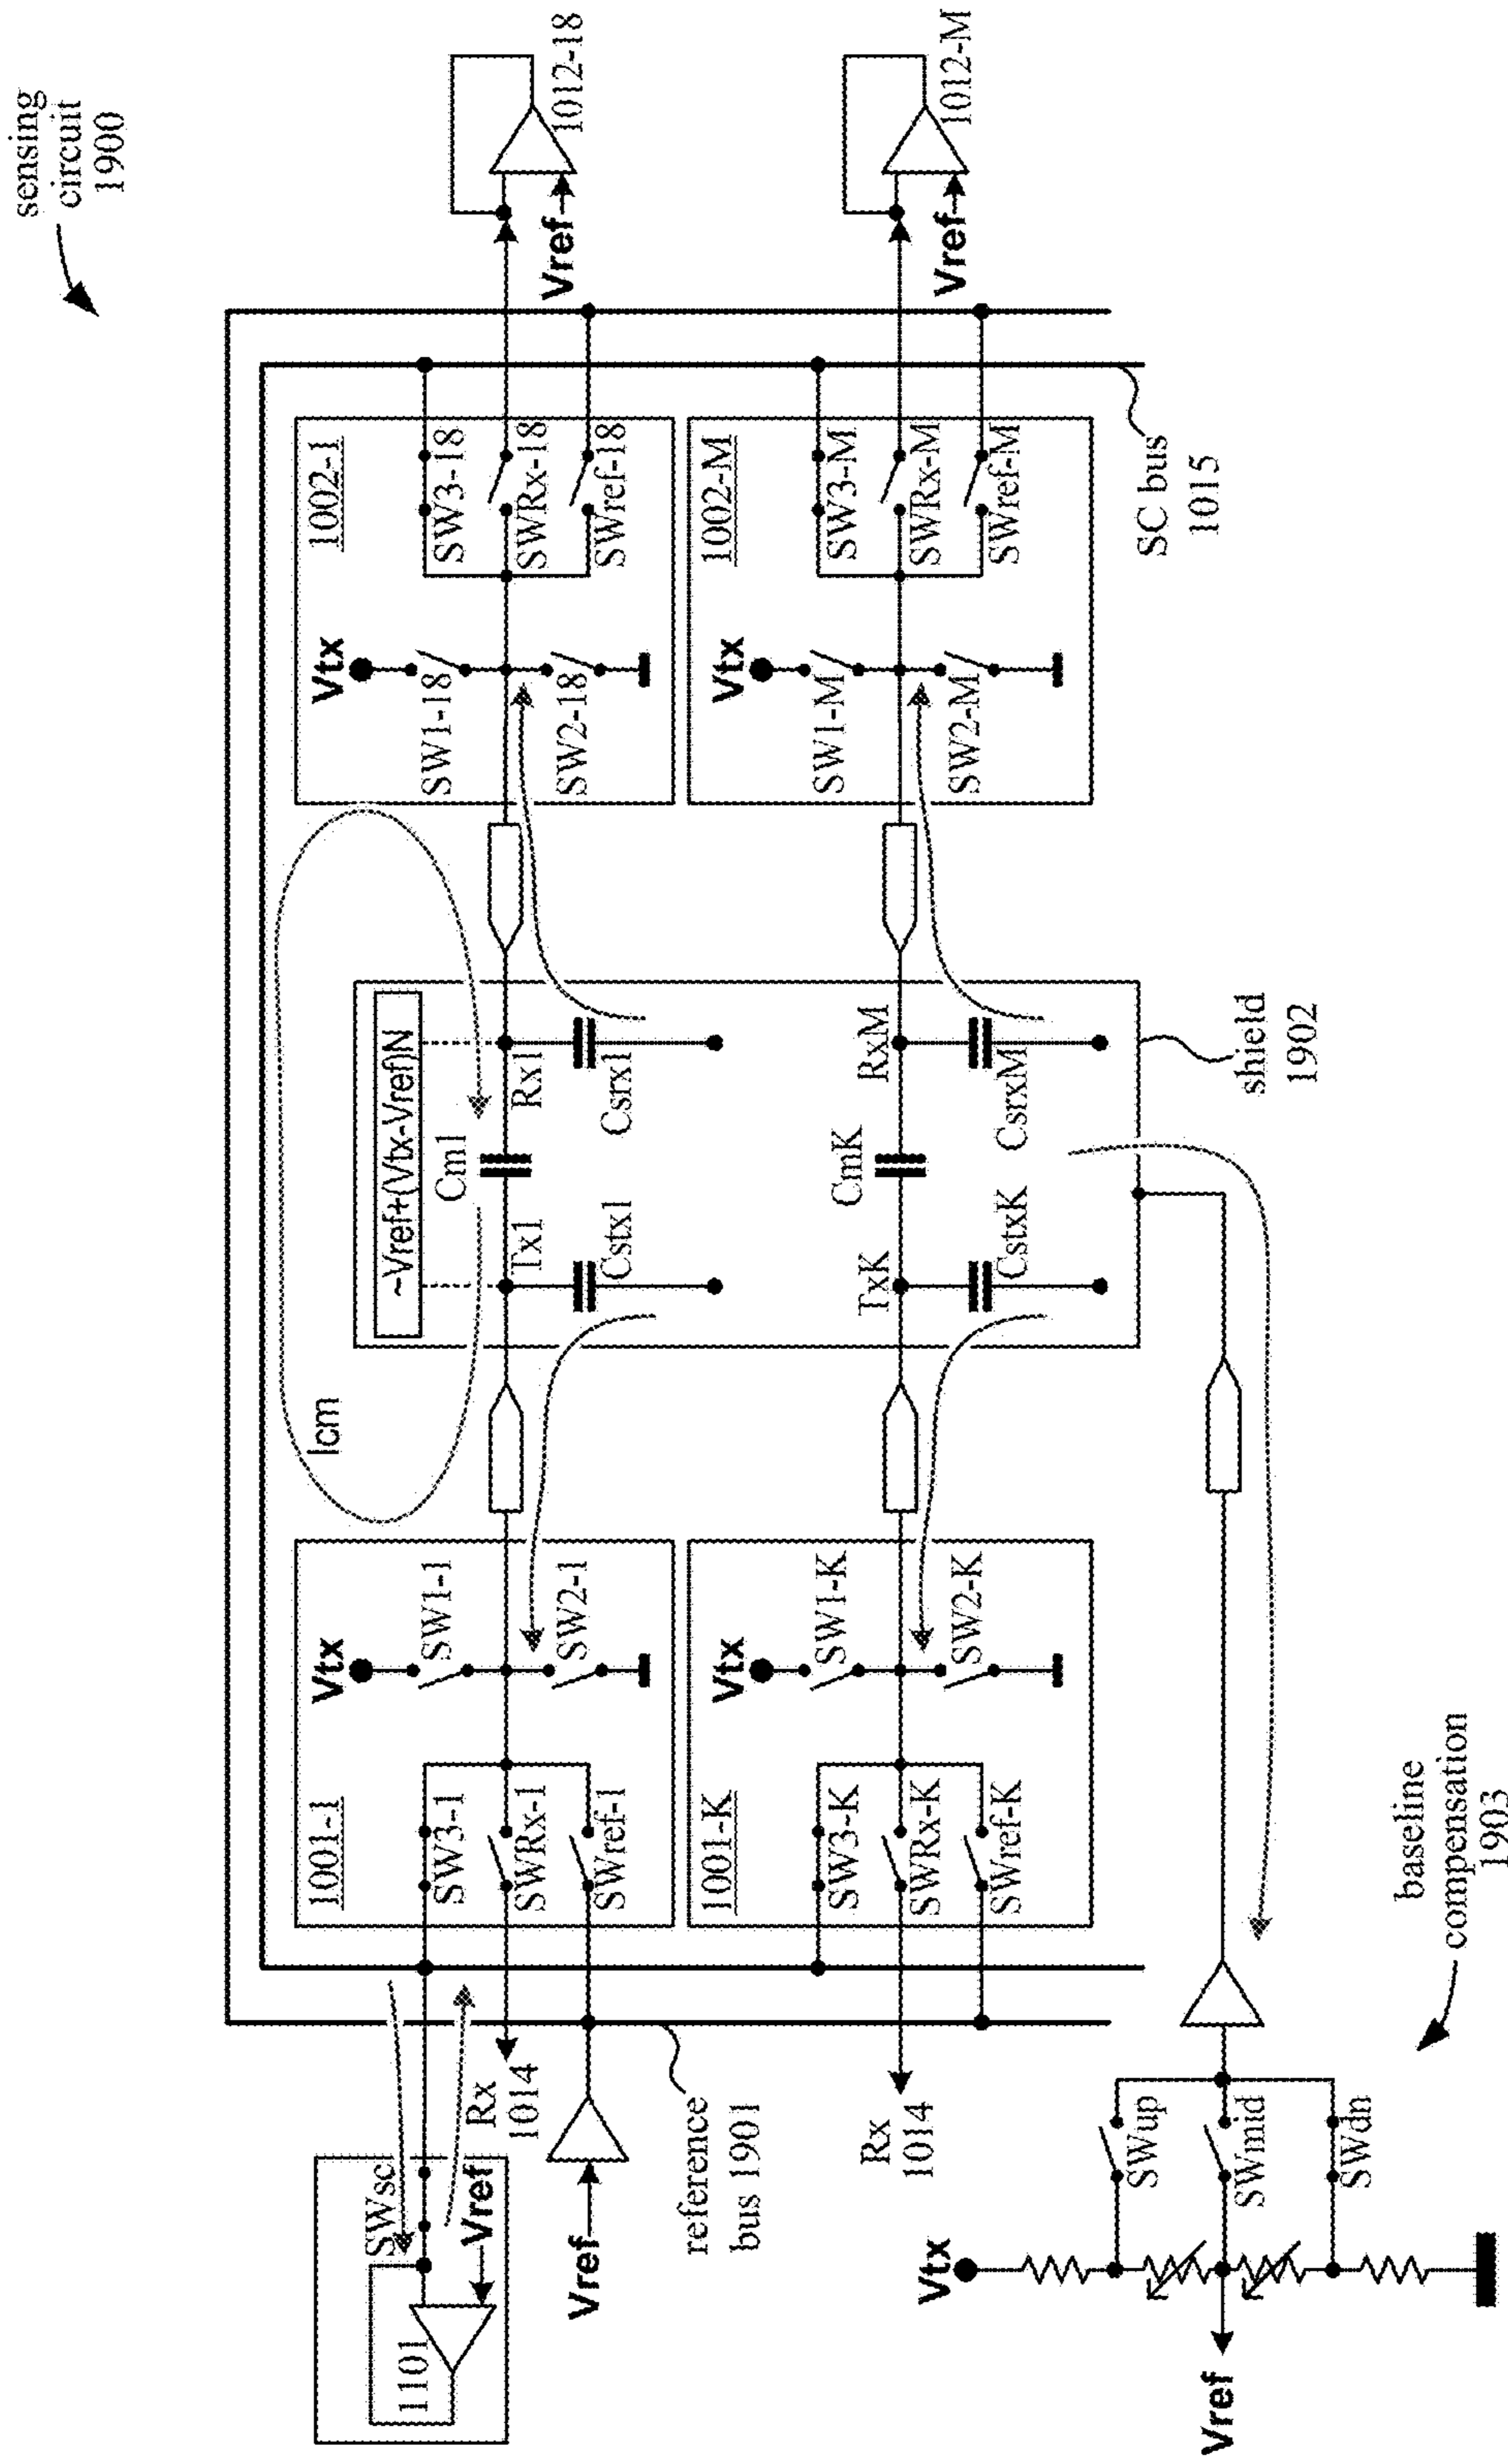 sensing
circuit
1900
1101
SWsc
Vref
Rx
1014
Vref
reference
bus 1901
Rx
1014
1001-1
SW3-1
SWRx-1
SWref-1
Vtx
SW1-1
SW2-1
1001-K
SW3-K
SWRx-K
SWref-K
Vtx
SW1-K
SW2-K
Icm
~Vref+(Vtx-Vref)N
Cm1
Tx1
Rx1
Cstx1
Csrx1
CmK
TxK
RxM
CstxK
CsrxM
shield
1902
1002-1
Vtx
SW1-18
SW2-18
SW3-18
SWRx-18
SWref-18
1002-M
Vtx
SW1-M
SW2-M
SW3-M
SWRx-M
SWref-M
Vref
1012-18
Vref
1012-M
SC bus
1015
Vtx
Vref
SWup
SWmid
SWdn
baseline
compensation
1903